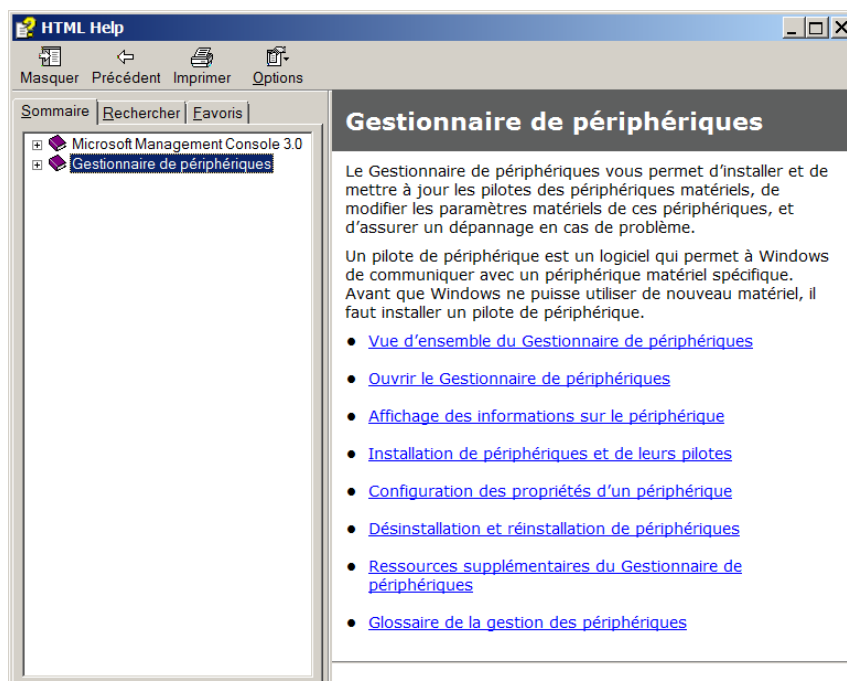 HTML Help
Masquer Précédent Imprimer Options
Sommaire Rechercher Favoris
Microsoft Management Console 3.0
Gestionnaire de périphériques
Gestionnaire de périphériques
Le Gestionnaire de périphériques vous permet d’installer et de
mettre à jour les pilotes des périphériques matériels, de
modifier les paramètres matériels de ces périphériques, et
d’assurer un dépannage en cas de problème.
Un pilote de périphérique est un logiciel qui permet à Windows
de communiquer avec un périphérique matériel spécifique.
Avant que Windows ne puisse utiliser de nouveau matériel, il
faut installer un pilote de périphérique.
Vue d’ensemble du Gestionnaire de périphériques
Ouvrir le Gestionnaire de périphériques
Affichage des informations sur le périphérique
Installation de périphériques et de leurs pilotes
Configuration des propriétés d’un périphérique
Désinstallation et réinstallation de périphériques
Ressources supplémentaires du Gestionnaire de
périphériques
Glossaire de la gestion des périphériques